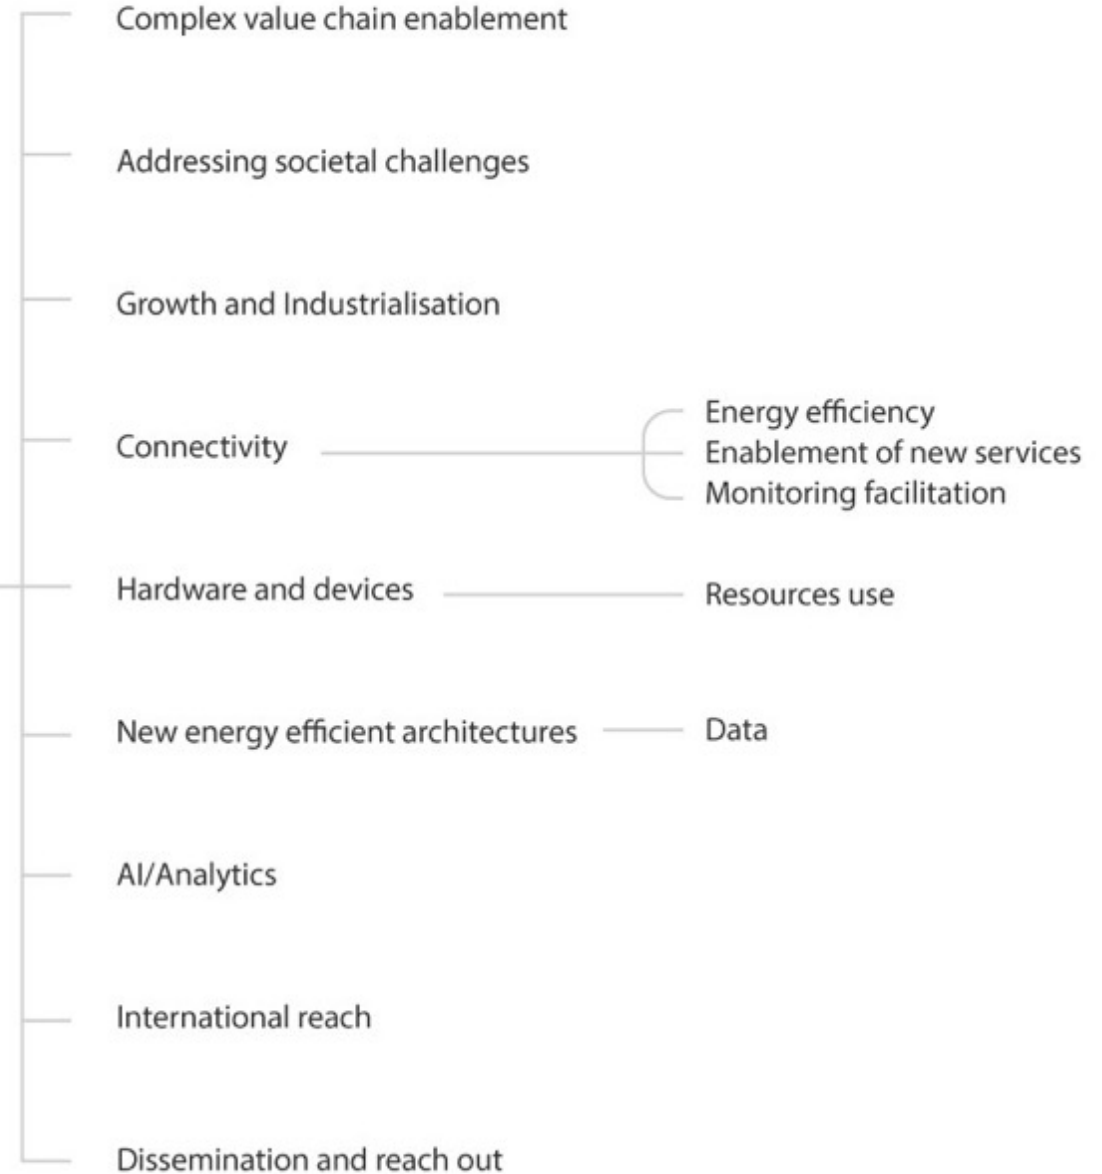 Complex value chain enablement
Addressing societal challenges
Growth and Industrialisation
Connectivity
Energy efficiency
Enablement of new services
Monitoring facilitation
Hardware and devices
Resources use
New energy efficient architectures
Data
AI/Analytics
International reach
Dissemination and reach out